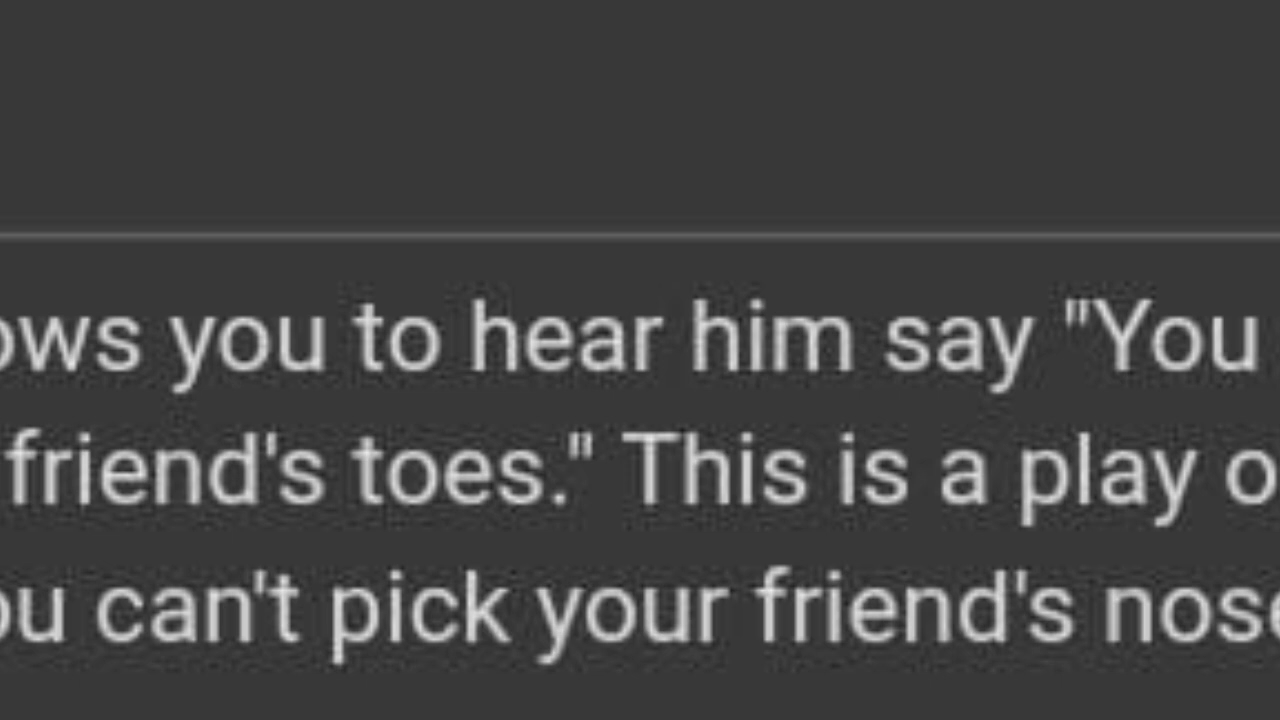 ows you to hear him say "You
friend's toes." This is a play o
ou can't pick your friend's nose